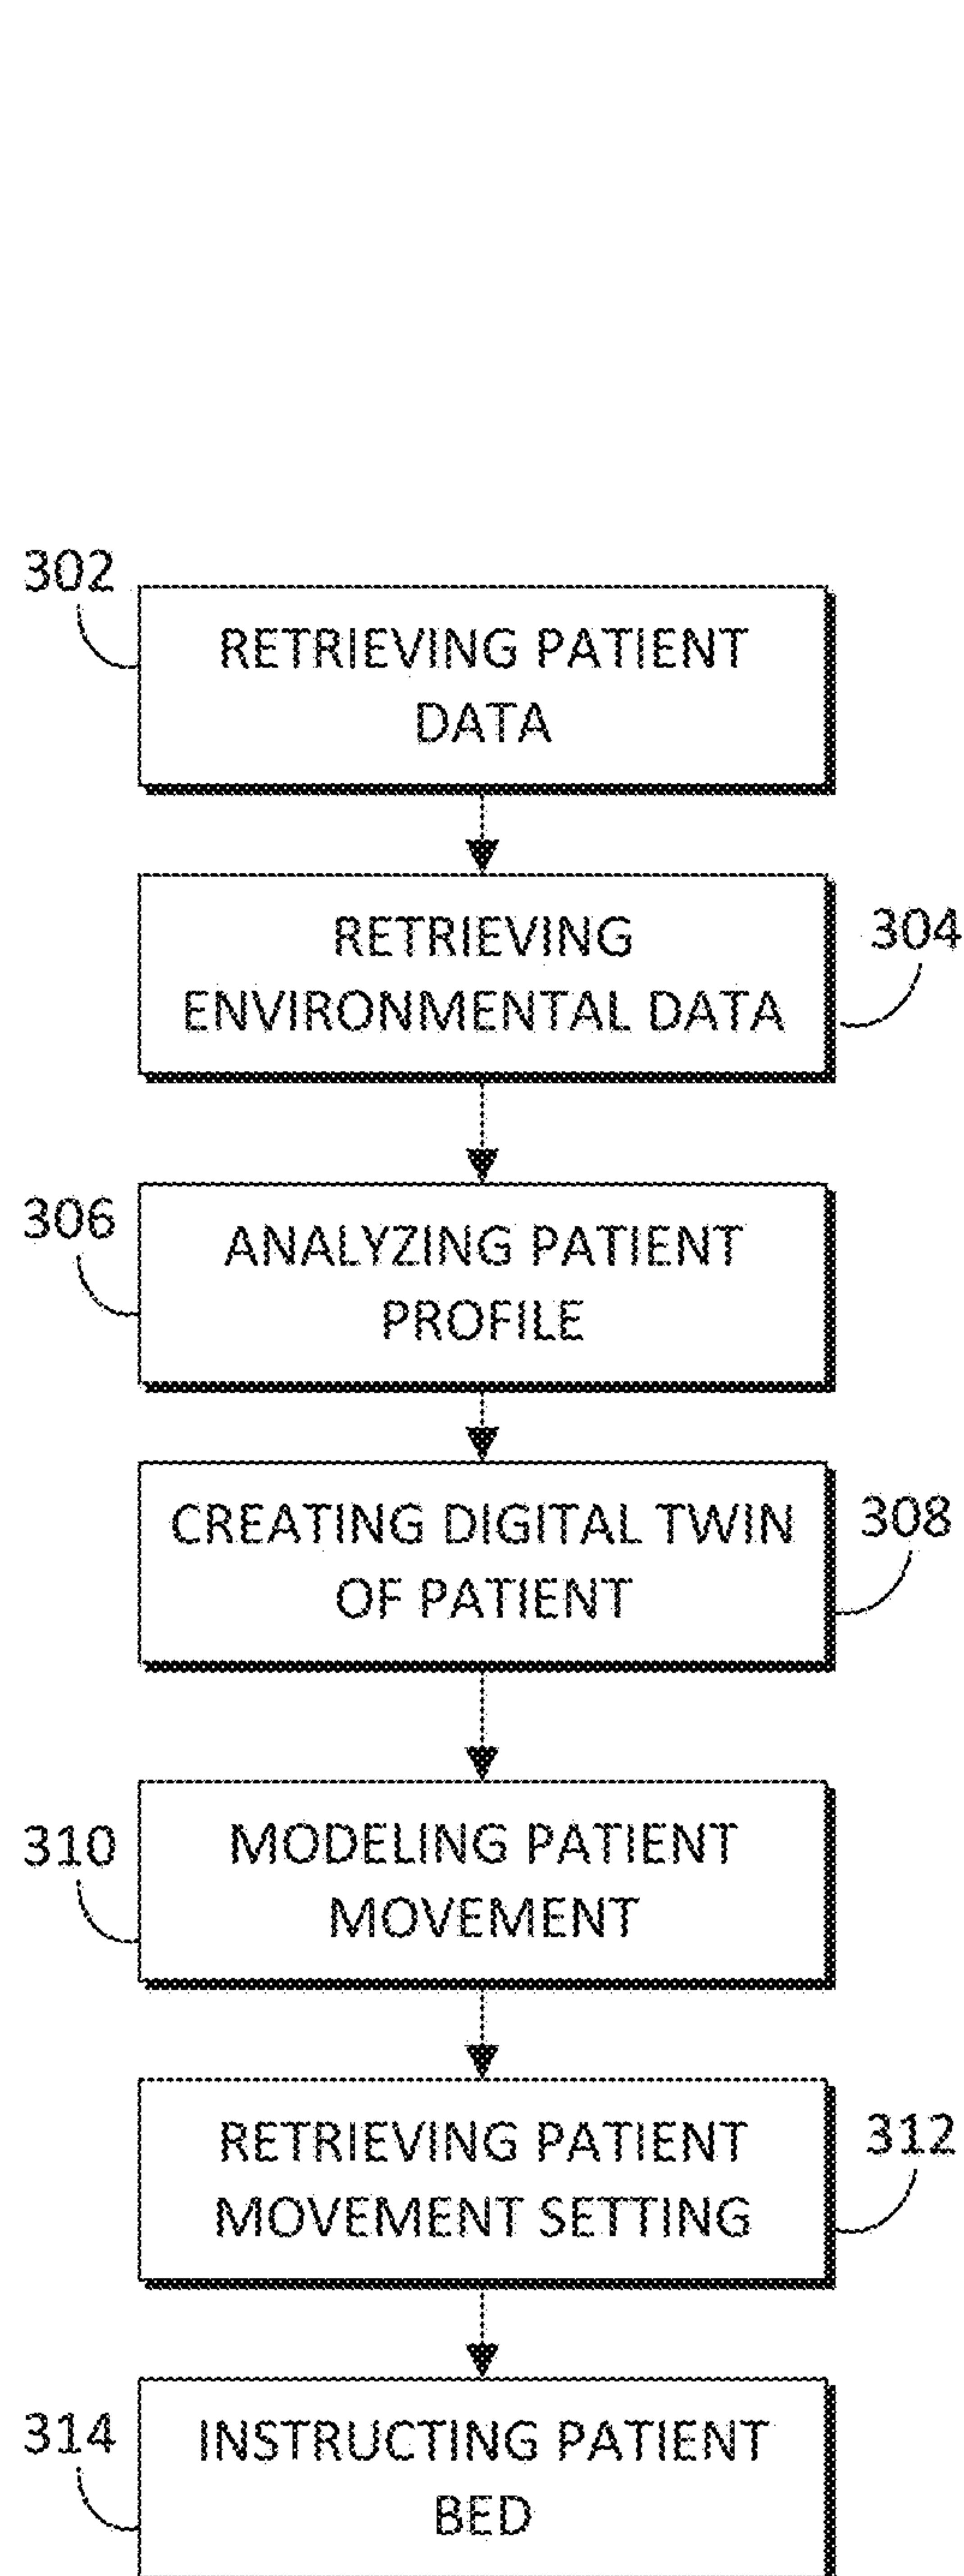 302
RETRIEVING PATIENT
DATA
RETRIEVING
ENVIRONMENTAL DATA
304
306
ANALYZING PATIENT
PROFILE
CREATING DIGITAL TWIN
OF PATIENT
308
310
MODELING PATIENT
MOVEMENT
RETRIEVING PATIENT
MOVEMENT SETTING
312
314
INSTRUCTING PATIENT
BED